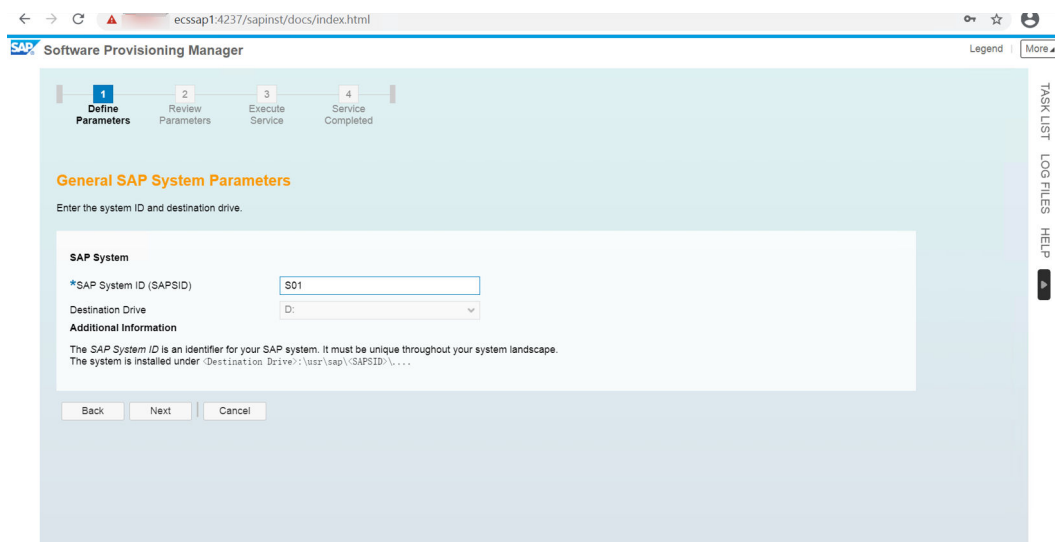 ecssap1:4237/sapinst/docs/index.html
SAP Software Provisioning Manager
Legend
More
1 2 3 4
Define Parameters
Review Parameters
Execute Service
Service Completed
TASK LIST
LOG FILES
HELP
General SAP System Parameters
Enter the system ID and destination drive.
SAP System
*SAP System ID (SAPSID) S01
Destination Drive D:
Additional Information
The SAP System ID is an identifier for your SAP system. It must be unique throughout your system landscape.
The system is installed under <Destination Drive>:\usr\sap\<SAPSID>\....
Back Next Cancel